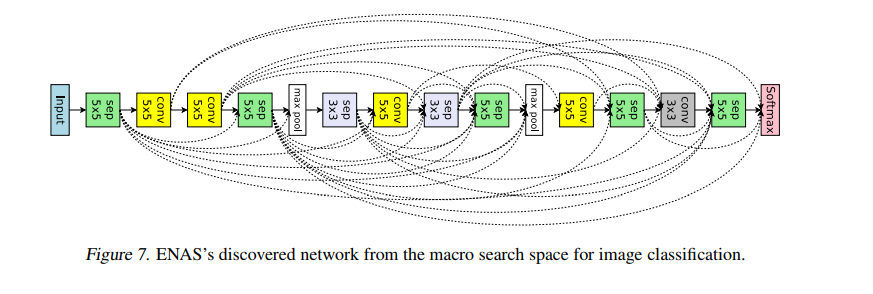 Input
sep 5x5
conv 5x5
conv 5x5
sep 5x5
max pool
sep 3x3
conv 5x5
sep 3x3
sep 5x5
max pool
conv 5x5
sep 5x5
conv 3x3
sep 5x5
Softmax
Figure 7. ENAS's discovered network from the macro search space for image classification.